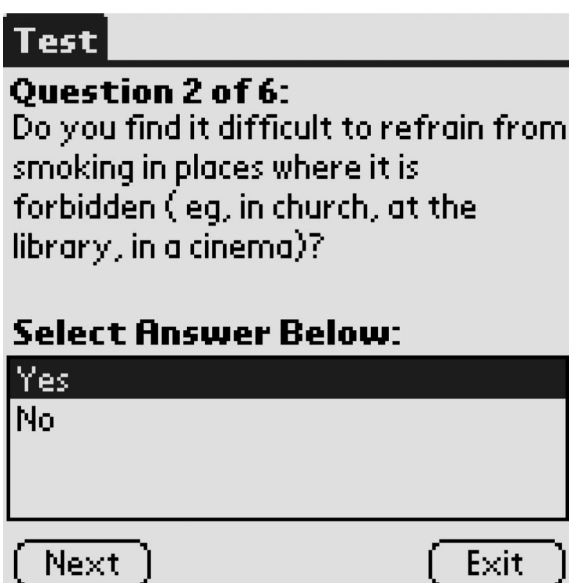 Test
Question 2 of 6:
Do you find it difficult to refrain from
smoking in places where it is
forbidden ( eg, in church, at the
library, in a cinema)?
Select Answer Below:
Yes
No
Next Exit